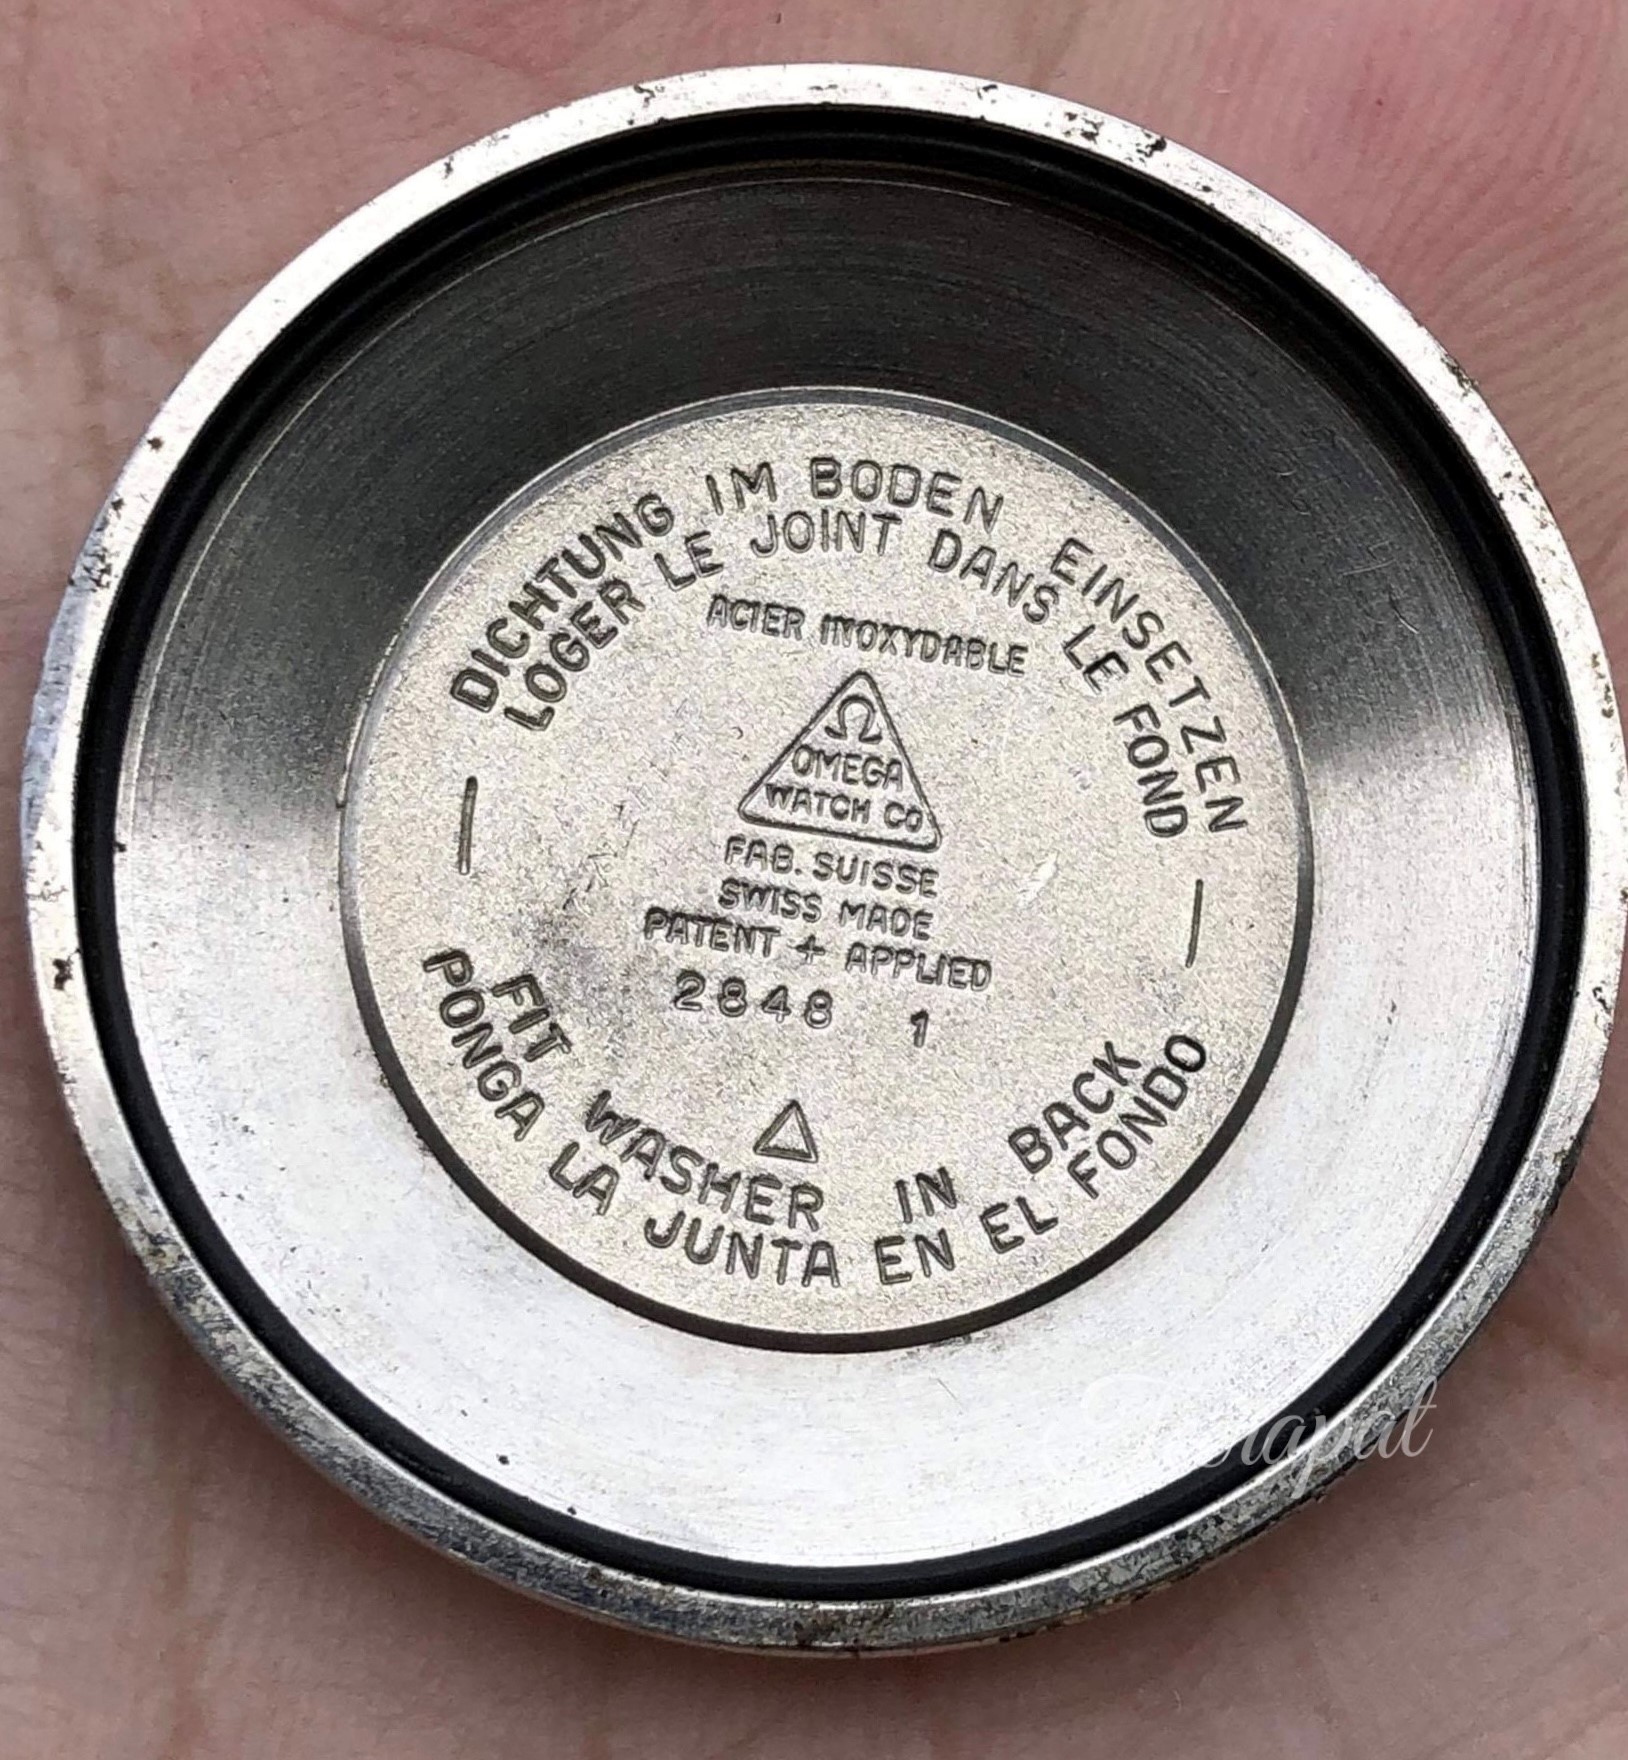 DICHTUNG IM BODEN EINSETZEN
LOGER LE JOINT DANS LE FOND
ACIER INOXYDABLE
Ω
OMEGA
WATCH CO
FAB. SUISSE
SWISS MADE
PATENT + APPLIED
2848 1
FIT WASHER IN BACK
PONGA LA JUNTA EN EL FONDO